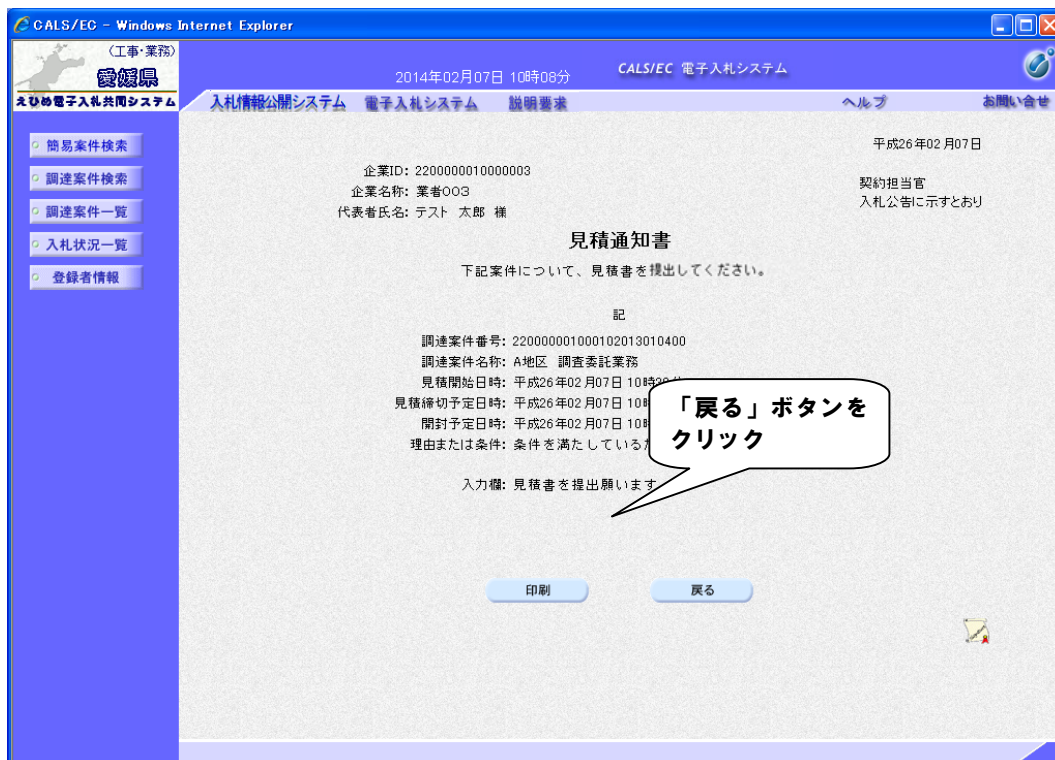 CALS/EC - Windows Internet Explorer
(工事・業務)
愛媛県
えひめ電子入札共同システム
2014年02月07日 10時08分
CALS/EC 電子入札システム
入札情報公開システム 電子入札システム 説明要求 ヘルプ お問い合せ
簡易案件検索
調達案件検索
調達案件一覧
入札状況一覧
登録者情報
平成26年02月07日
企業ID: 2200000010000003
企業名称: 業者003
代表者氏名: テスト 太郎 様
契約担当官
入札公告に示すとおり
見積通知書
下記案件について、見積書を提出してください。
記
調達案件番号: 2200000010001020130​10400
調達案件名称: A地区 調査委託業務
見積開始日時: 平成26年02月07日 10時
見積締切予定日時: 平成26年02月07日 10
開封予定日時: 平成26年02月07日 10
理由または条件: 条件を満たしている
入力欄: 見積書を提出願います
「戻る」ボタンを
クリック
印刷 戻る